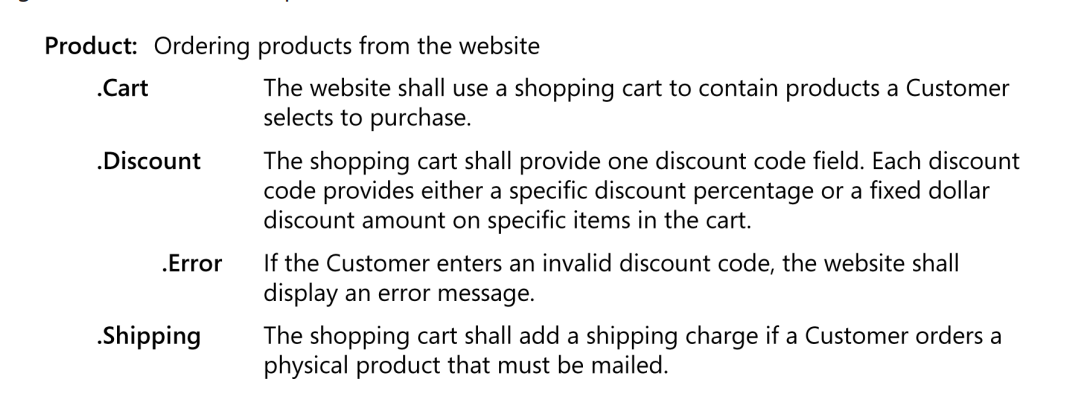 Product: Ordering products from the website
.Cart The website shall use a shopping cart to contain products a Customer
selects to purchase.
.Discount The shopping cart shall provide one discount code field. Each discount
code provides either a specific discount percentage or a fixed dollar
discount amount on specific items in the cart.
.Error If the Customer enters an invalid discount code, the website shall
display an error message.
.Shipping The shopping cart shall add a shipping charge if a Customer orders a
physical product that must be mailed.